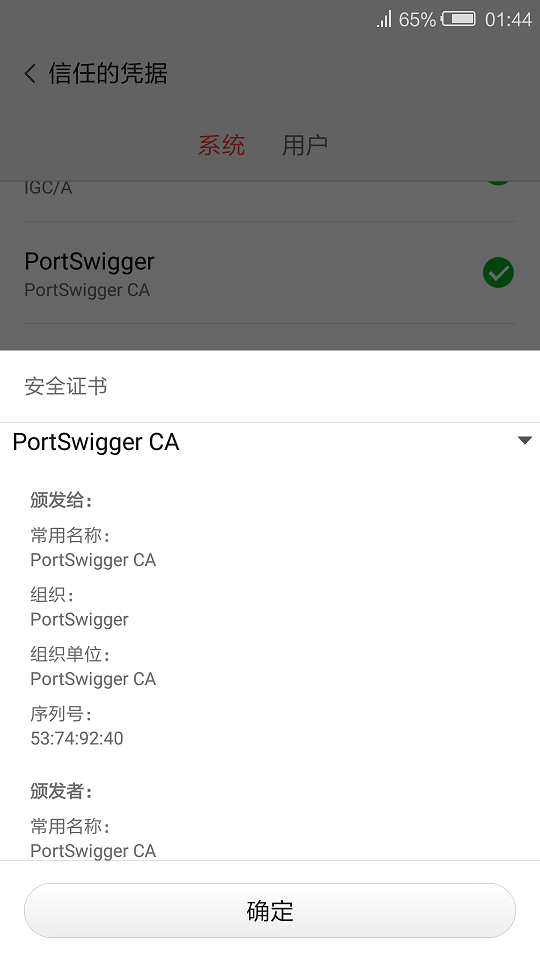 65% 01:44
信任的凭据
系统 用户
IGC/A
PortSwigger
PortSwigger CA
安全证书
PortSwigger CA
颁发给：
常用名称：
PortSwigger CA
组织：
PortSwigger
组织单位：
PortSwigger CA
序列号：
53:74:92:40
颁发者：
常用名称：
PortSwigger CA
确定